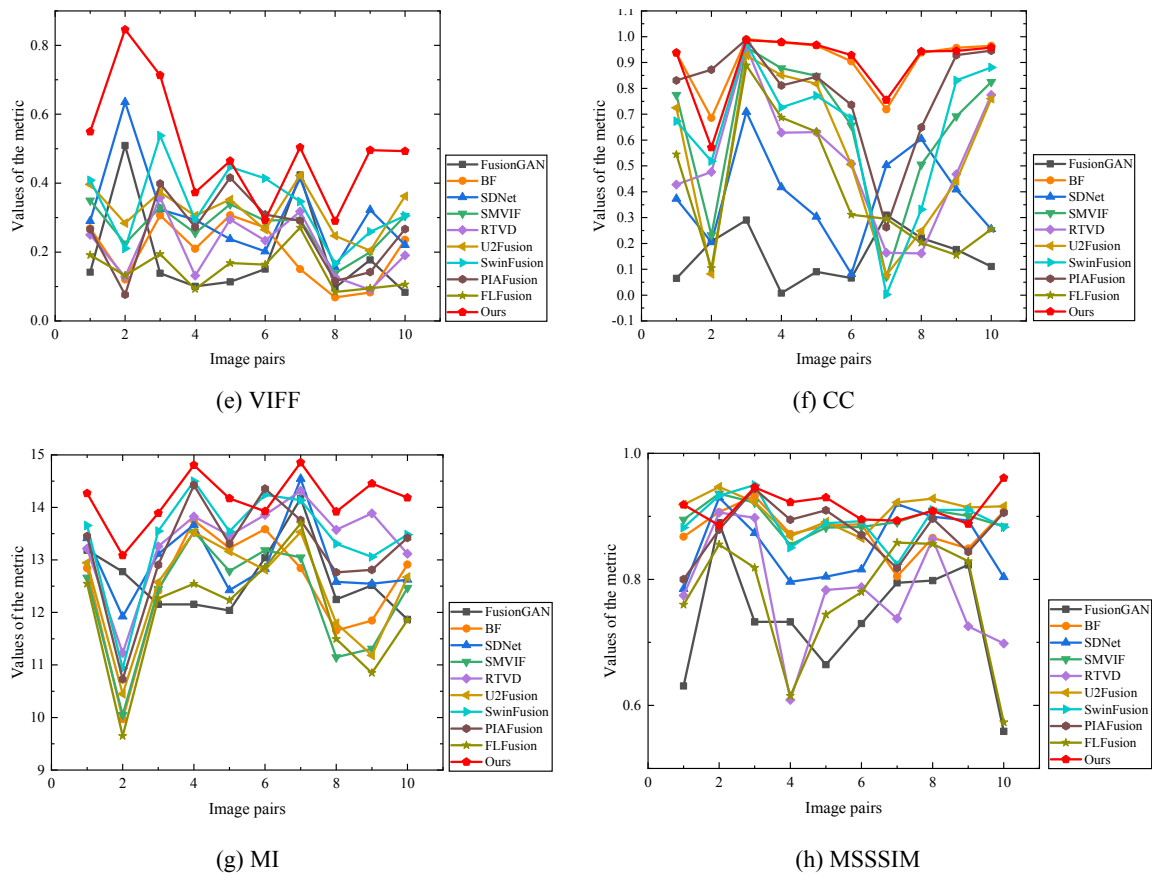 0.8
0.6
0.4
0.2
0.0
0
2
4
6
8
10
Values of the metric
Image pairs
FusionGAN
BF
SDNet
SMVIF
RTVD
U2Fusion
SwinFusion
PIAFusion
FLFusion
Ours
(e) VIFF
1.1
1.0
0.9
0.8
0.7
0.6
0.5
0.4
0.3
0.2
0.1
0.0
-0.1
0
2
4
6
8
10
Values of the metric
Image pairs
FusionGAN
BF
SDNet
SMVIF
RTVD
U2Fusion
SwinFusion
PIAFusion
FLFusion
Ours
(f) CC
15
14
13
12
11
10
9
0
2
4
6
8
10
Values of the metric
Image pairs
FusionGAN
BF
SDNet
SMVIF
RTVD
U2Fusion
SwinFusion
PIAFusion
FLFusion
Ours
(g) MI
1.0
0.8
0.6
0
2
4
6
8
10
Values of the metric
Image pairs
FusionGAN
BF
SDNet
SMVIF
RTVD
U2Fusion
SwinFusion
PIAFusion
FLFusion
Ours
(h) MSSSIM